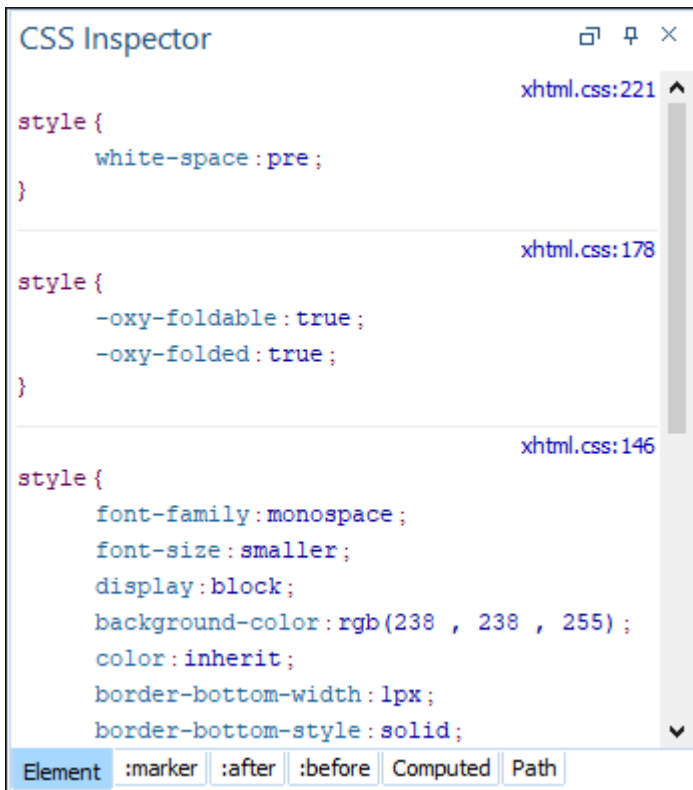 CSS Inspector
xhtml.css:221
style {
white-space : pre ;
}
xhtml.css:178
style {
-oxy-foldable : true ;
-oxy-folded : true ;
}
xhtml.css:146
style {
font-family : monospace ;
font-size : smaller ;
display : block ;
background-color : rgb(238 , 238 , 255) ;
color : inherit ;
border-bottom-width : 1px ;
border-bottom-style : solid ;
Element :marker :after :before Computed Path